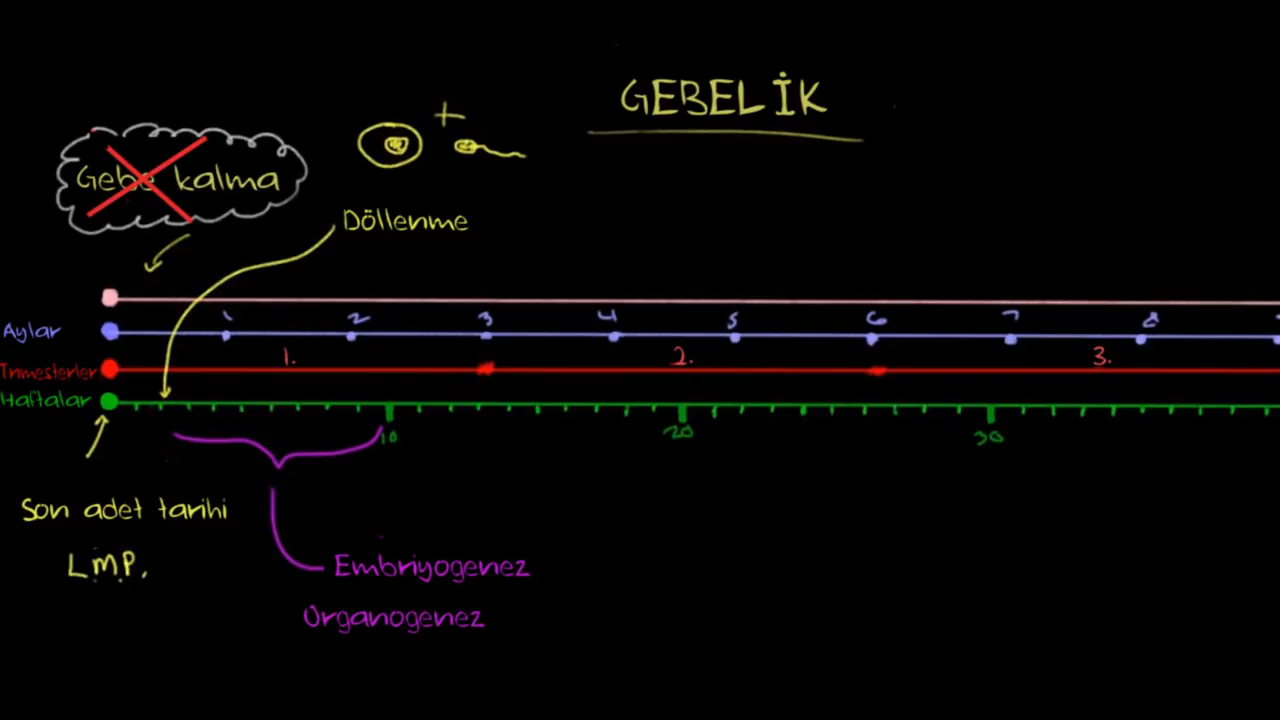 GEBELİK
Gebe kalma
Döllenme
Aylar
1 2 3 4 5 6 7 8
Trimesterler
1. 2. 3.
Haftalar
10 20 30
Son adet tarihi
L.M.P.
Embriyogenez
Organogenez